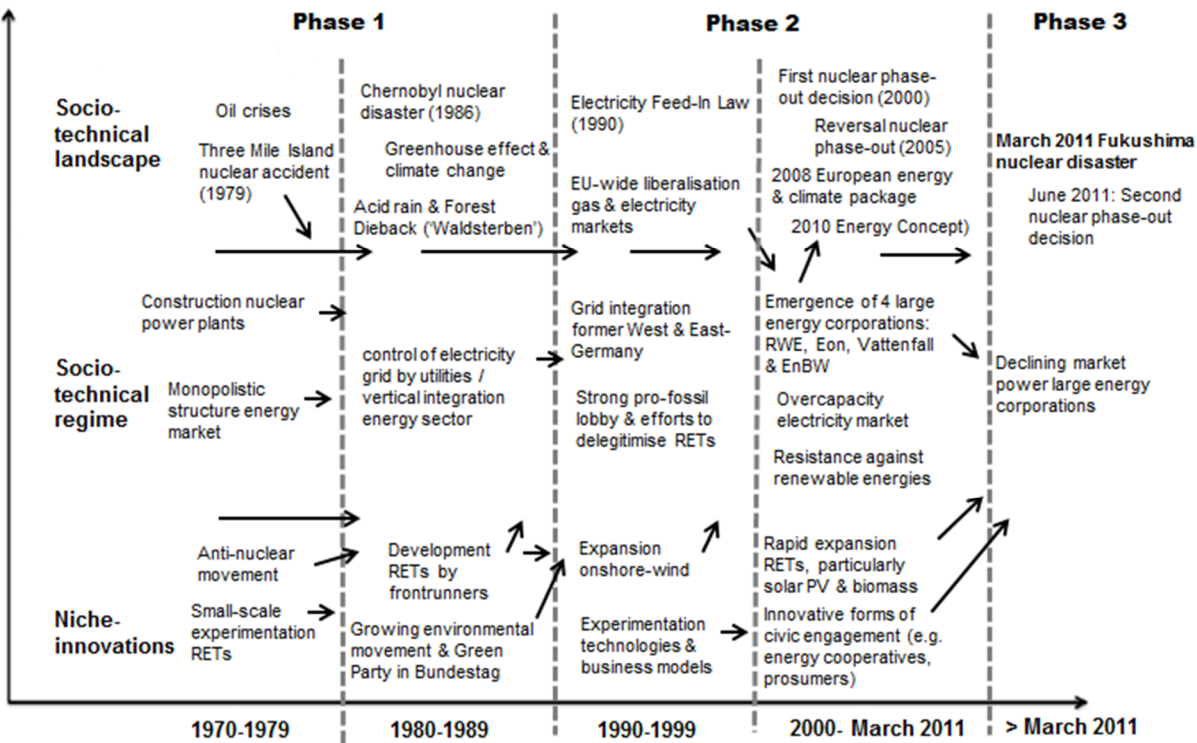 Phase 1
Phase 2
Phase 3
Socio-
technical
landscape
Oil crises
Three Mile Island
nuclear accident
(1979)
Chernobyl nuclear
disaster (1986)
Greenhouse effect &
climate change
Acid rain & Forest
Dieback (‘Waldsterben’)
Electricity Feed-In Law
(1990)
EU-wide liberalisation
gas & electricity
markets
First nuclear phase-
out decision (2000)
Reversal nuclear
phase-out (2005)
2008 European energy
& climate package
2010 Energy Concept)
March 2011 Fukushima
nuclear disaster
June 2011: Second
nuclear phase-out
decision
Socio-
technical
regime
Construction nuclear
power plants
Monopolistic
structure energy
market
control of electricity
grid by utilities /
vertical integration
energy sector
Grid integration
former West & East-
Germany
Strong pro-fossil
lobby & efforts to
delegitimise RETs
Emergence of 4 large
energy corporations:
RWE, Eon, Vattenfall
& EnBW
Overcapacity
electricity market
Resistance against
renewable energies
Declining market
power large energy
corporations
Niche-
innovations
Anti-nuclear
movement
Small-scale
experimentation
RETs
Development
RETs by
frontrunners
Growing environmental
movement & Green
Party in Bundestag
Expansion
onshore-wind
Experimentation
technologies &
business models
Rapid expansion
RETs, particularly
solar PV & biomass
Innovative forms of
civic engagement (e.g.
energy cooperatives,
prosumers)
1970-1979
1980-1989
1990-1999
2000- March 2011
> March 2011